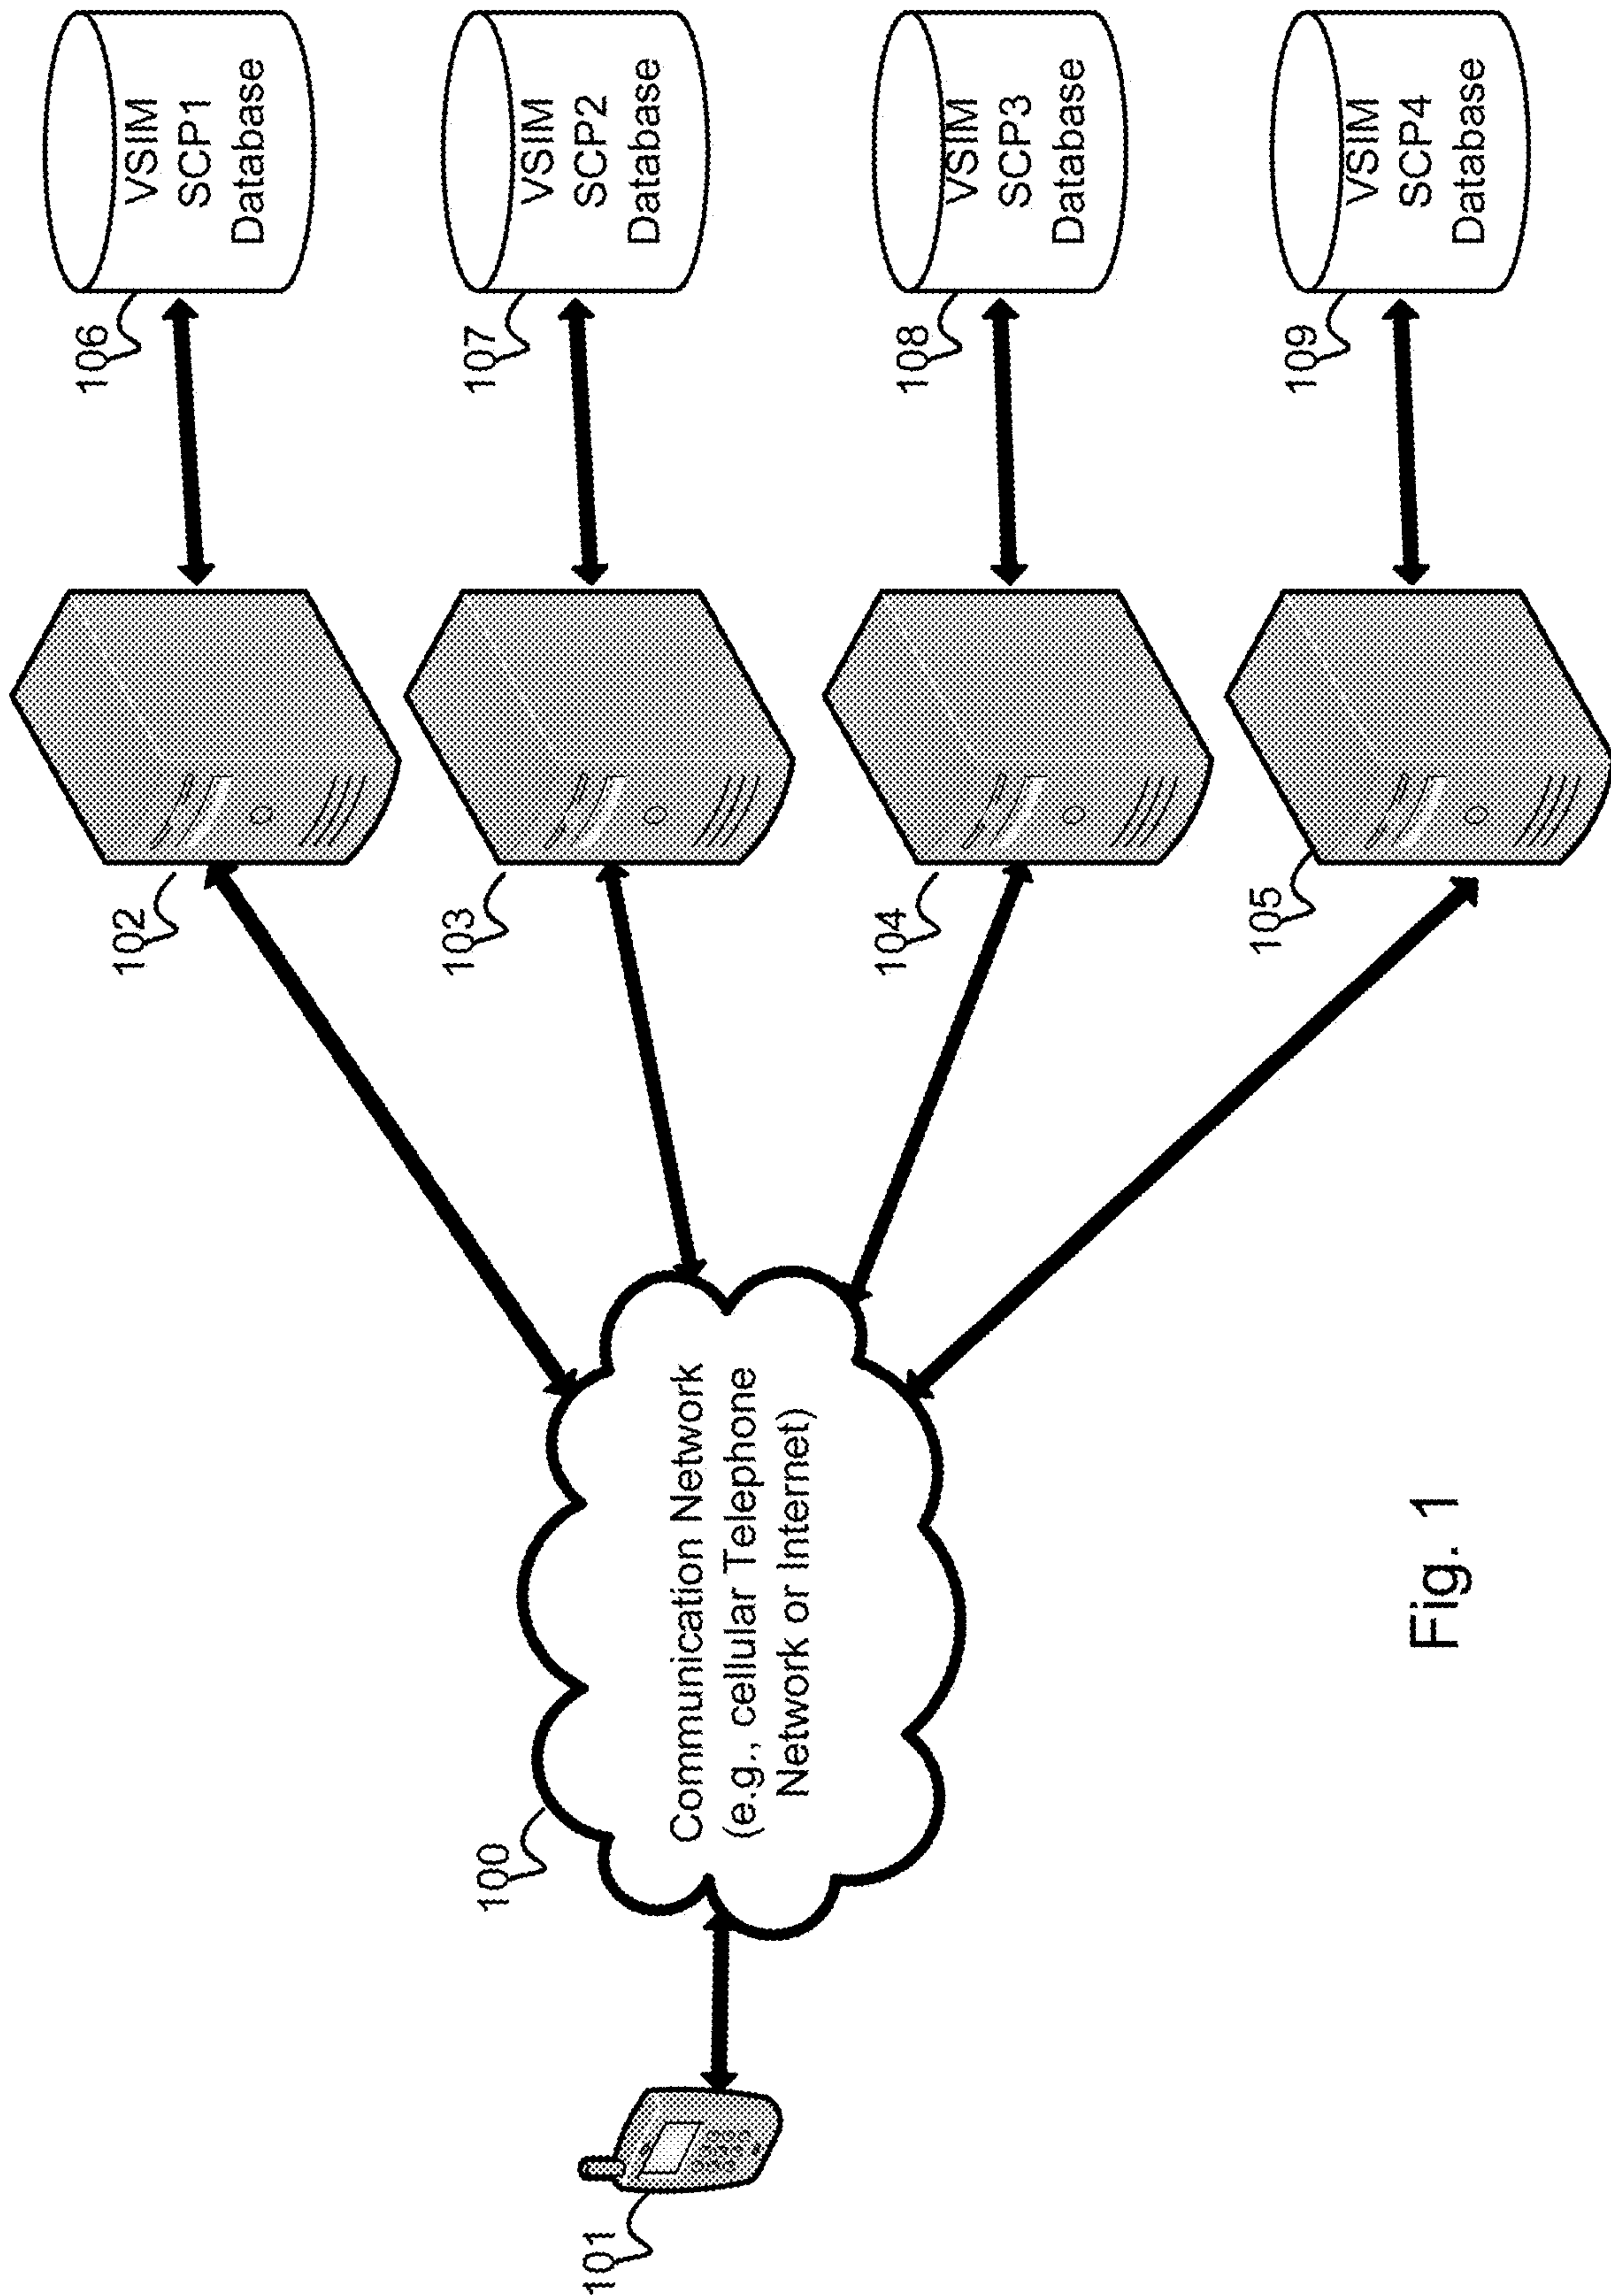 VSIM
SCP1
Database
106
102
VSIM
SCP2
Database
107
103
VSIM
SCP3
Database
108
104
VSIM
SCP4
Database
109
105
100
Communication Network
(e.g., cellular Telephone
Network or Internet)
101
Fig. 1